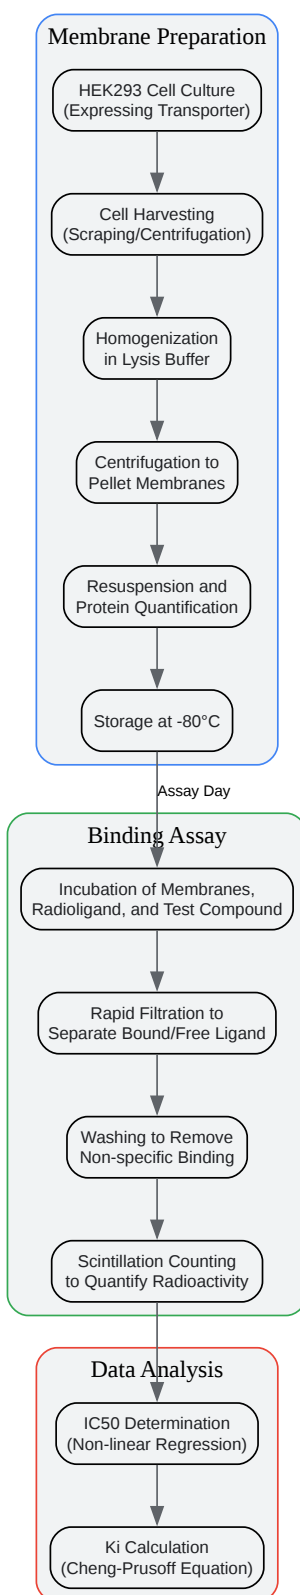 Membrane Preparation
HEK293 Cell Culture
(Expressing Transporter)
Cell Harvesting
(Scraping/Centrifugation)
Homogenization
in Lysis Buffer
Centrifugation to
Pellet Membranes
Resuspension and
Protein Quantification
Storage at -80°C
Assay Day
Binding Assay
Incubation of Membranes,
Radioligand, and Test Compound
Rapid Filtration to
Separate Bound/Free Ligand
Washing to Remove
Non-specific Binding
Scintillation Counting
to Quantify Radioactivity
Data Analysis
IC50 Determination
(Non-linear Regression)
Ki Calculation
(Cheng-Prusoff Equation)